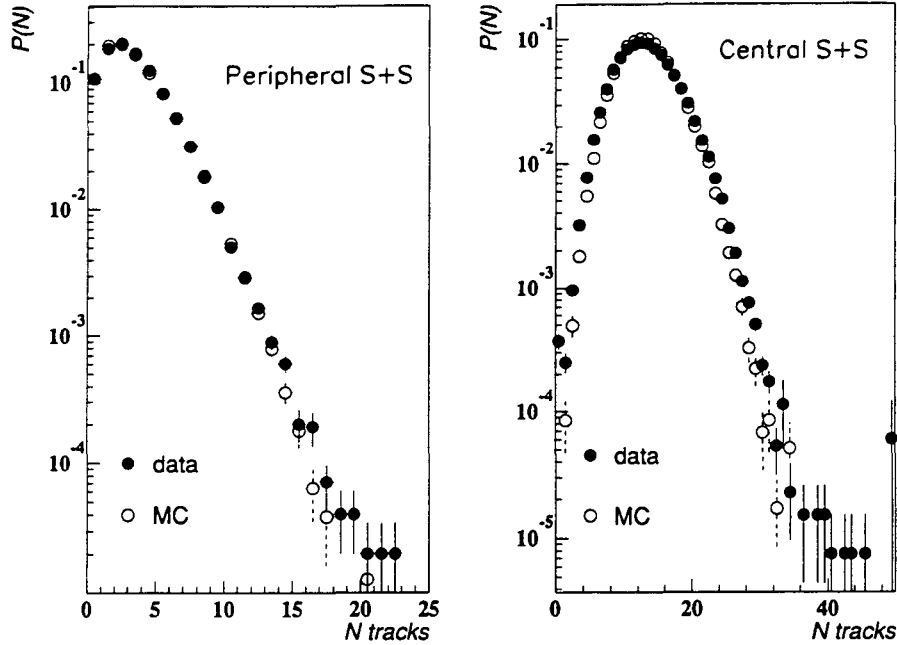 P(N)
10^-1
10^-2
10^-3
10^-4
Peripheral S+S
data
MC
0 5 10 15 20 25
N tracks
P(N)
10^-1
10^-2
10^-3
10^-4
10^-5
Central S+S
data
MC
0 20 40
N tracks